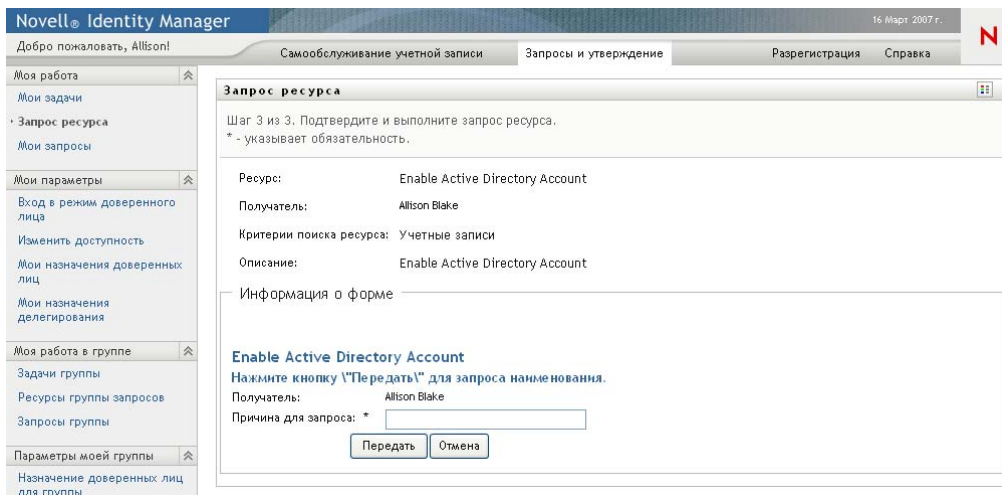 Novell® Identity Manager
16 Март 2007 г.
N
Добро пожаловать, Allison!
Самообслуживание учетной записи
Запросы и утверждение
Разрегистрация
Справка
Моя работа
Мои задачи
Запрос ресурса
Мои запросы
Мои параметры
Вход в режим доверенного
лица
Изменить доступность
Мои назначения доверенных
лиц
Мои назначения
делегирования
Моя работа в группе
Задачи группы
Ресурсы группы запросов
Запросы группы
Параметры моей группы
Назначение доверенных лиц
для группы
Запрос ресурса
Шаг 3 из 3. Подтвердите и выполните запрос ресурса.
* - указывает обязательность.
Ресурс: Enable Active Directory Account
Получатель: Allison Blake
Критерии поиска ресурса: Учетные записи
Описание: Enable Active Directory Account
Информация о форме
Enable Active Directory Account
Нажмите кнопку \"Передать\" для запроса наименования.
Получатель: Allison Blake
Причина для запроса: *
Передать Отмена